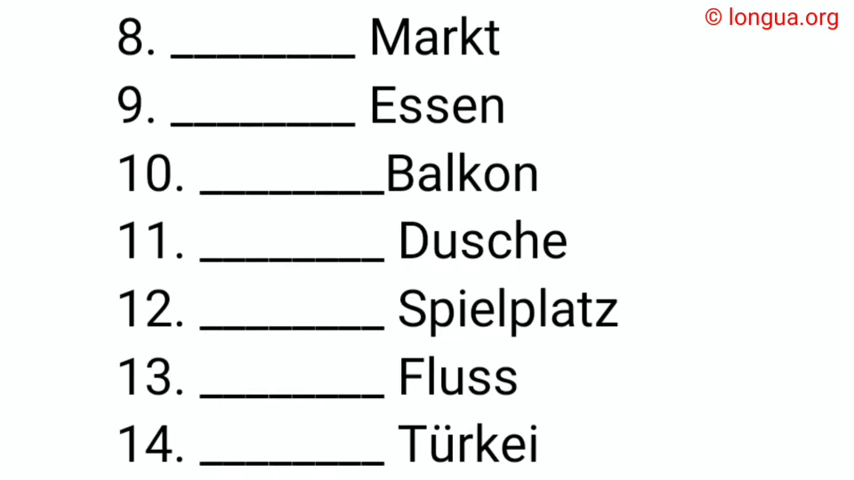 © longua.org
8. ________ Markt
9. ________ Essen
10. ________Balkon
11. ________ Dusche
12. ________ Spielplatz
13. ________ Fluss
14. ________ Türkei